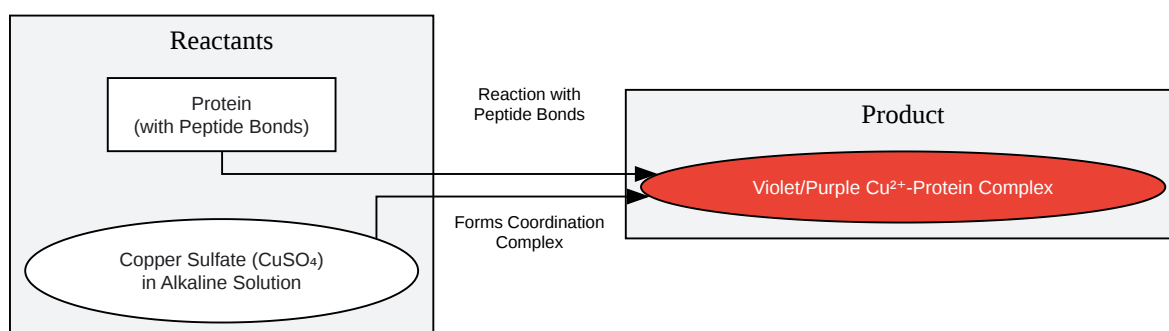 Reactants
Protein
(with Peptide Bonds)
Copper Sulfate (CuSO₄)
in Alkaline Solution
Reaction with
Peptide Bonds
Forms Coordination
Complex
Product
Violet/Purple Cu²⁺-Protein Complex